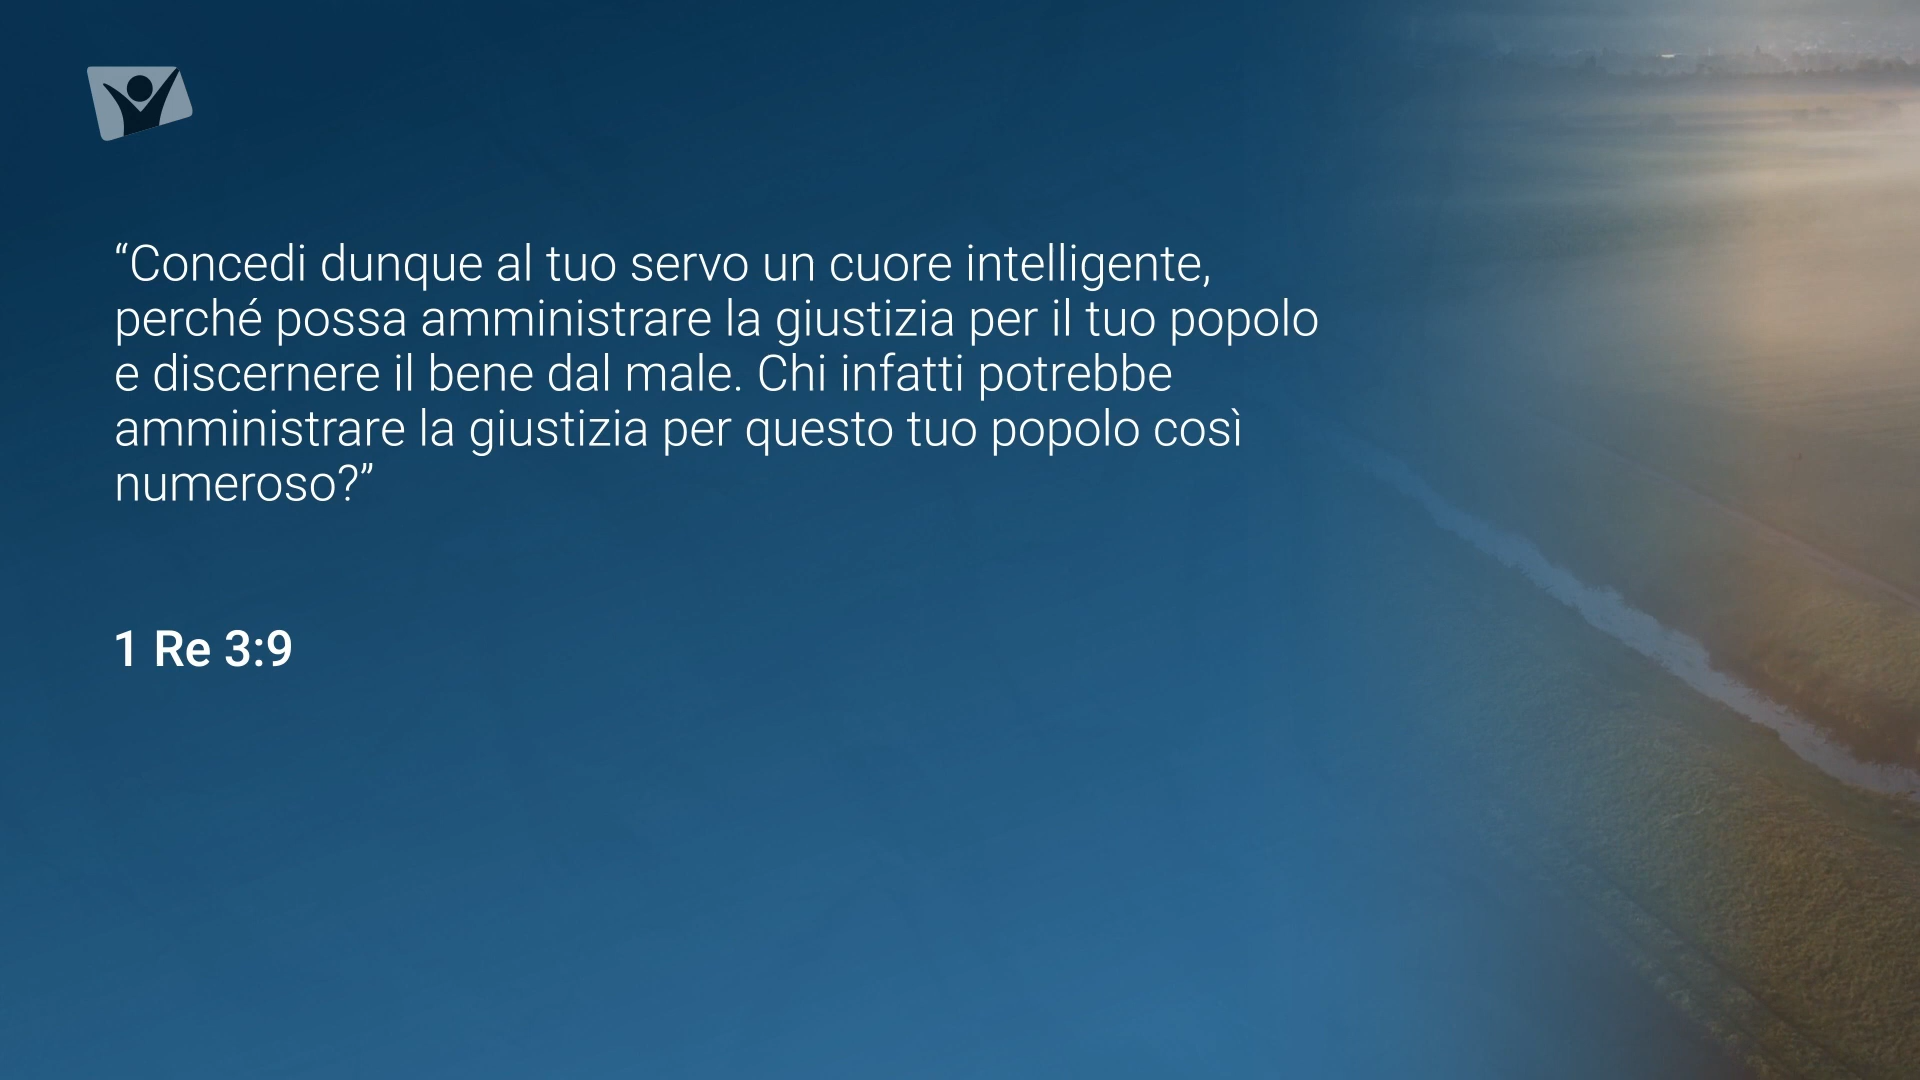 “Concedi dunque al tuo servo un cuore intelligente,
perché possa amministrare la giustizia per il tuo popolo
e discernere il bene dal male. Chi infatti potrebbe
amministrare la giustizia per questo tuo popolo così
numeroso?”
1 Re 3:9